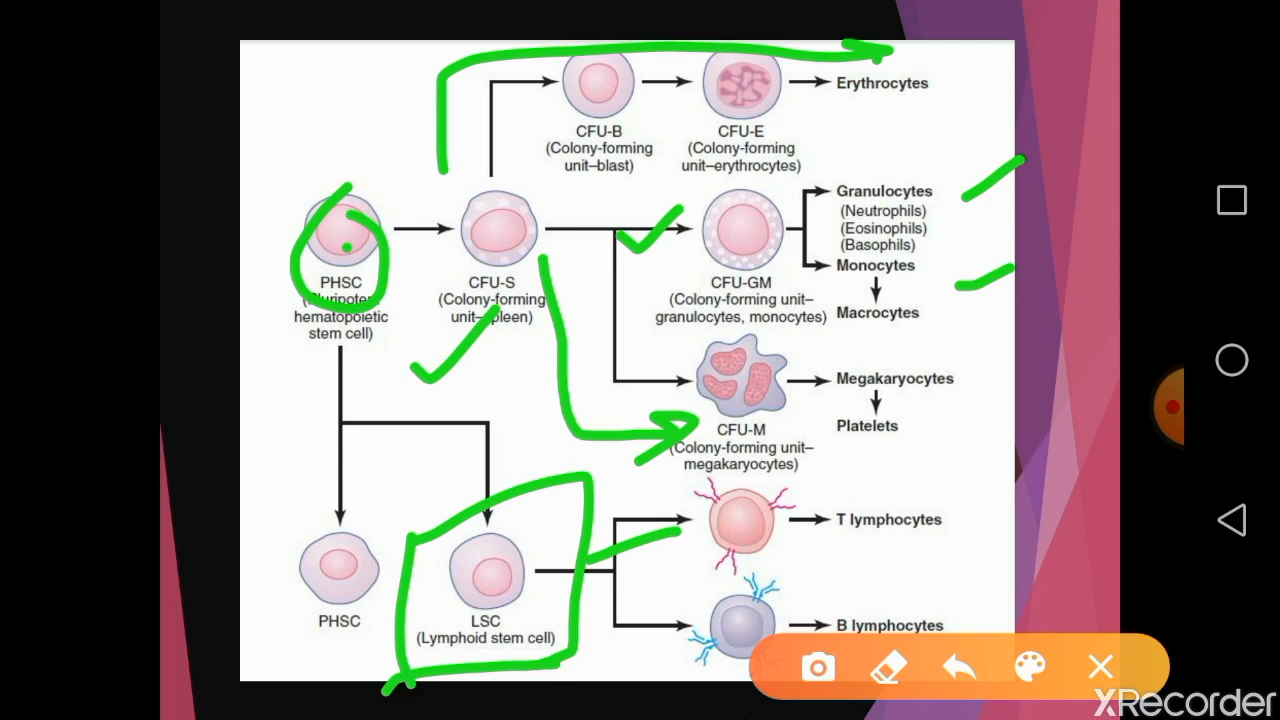 Erythrocytes
CFU-B
(Colony-forming
unit–blast)
CFU-E
(Colony-forming
unit–erythrocytes)
Granulocytes
(Neutrophils)
(Eosinophils)
(Basophils)
Monocytes
Macrocytes
PHSC
(Pluripotent
hematopoietic
stem cell)
CFU-S
(Colony-forming
unit–spleen)
CFU-GM
(Colony-forming unit–
granulocytes, monocytes)
Megakaryocytes
Platelets
CFU-M
(Colony-forming unit–
megakaryocytes)
T lymphocytes
PHSC
LSC
(Lymphoid stem cell)
B lymphocytes
XRecorder